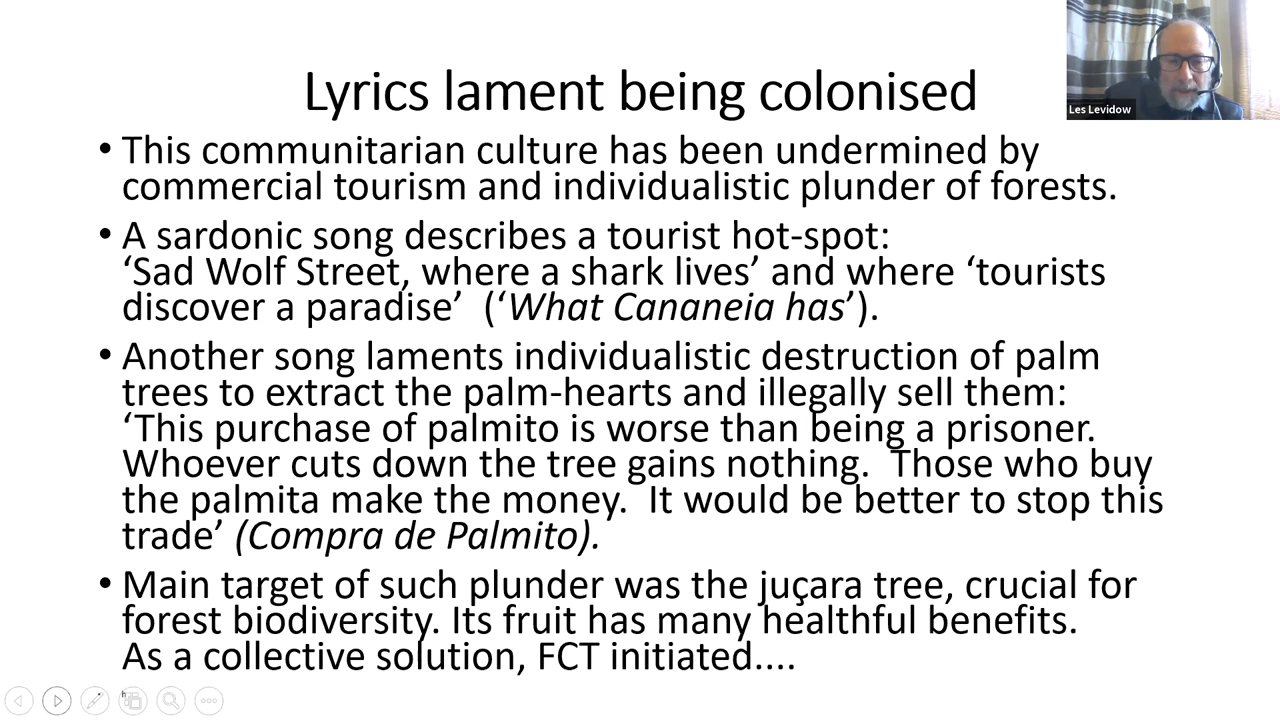 Lyrics lament being colonised
Les Levidow
• This communitarian culture has been undermined by
commercial tourism and individualistic plunder of forests.
• A sardonic song describes a tourist hot-spot:
‘Sad Wolf Street, where a shark lives’ and where ‘tourists
discover a paradise’  (‘What Cananeia has’).
• Another song laments individualistic destruction of palm
trees to extract the palm-hearts and illegally sell them:
‘This purchase of palmito is worse than being a prisoner.
Whoever cuts down the tree gains nothing.  Those who buy
the palmita make the money.  It would be better to stop this
trade’ (Compra de Palmito).
• Main target of such plunder was the juçara tree, crucial for
forest biodiversity. Its fruit has many healthful benefits.
As a collective solution, FCT initiated....